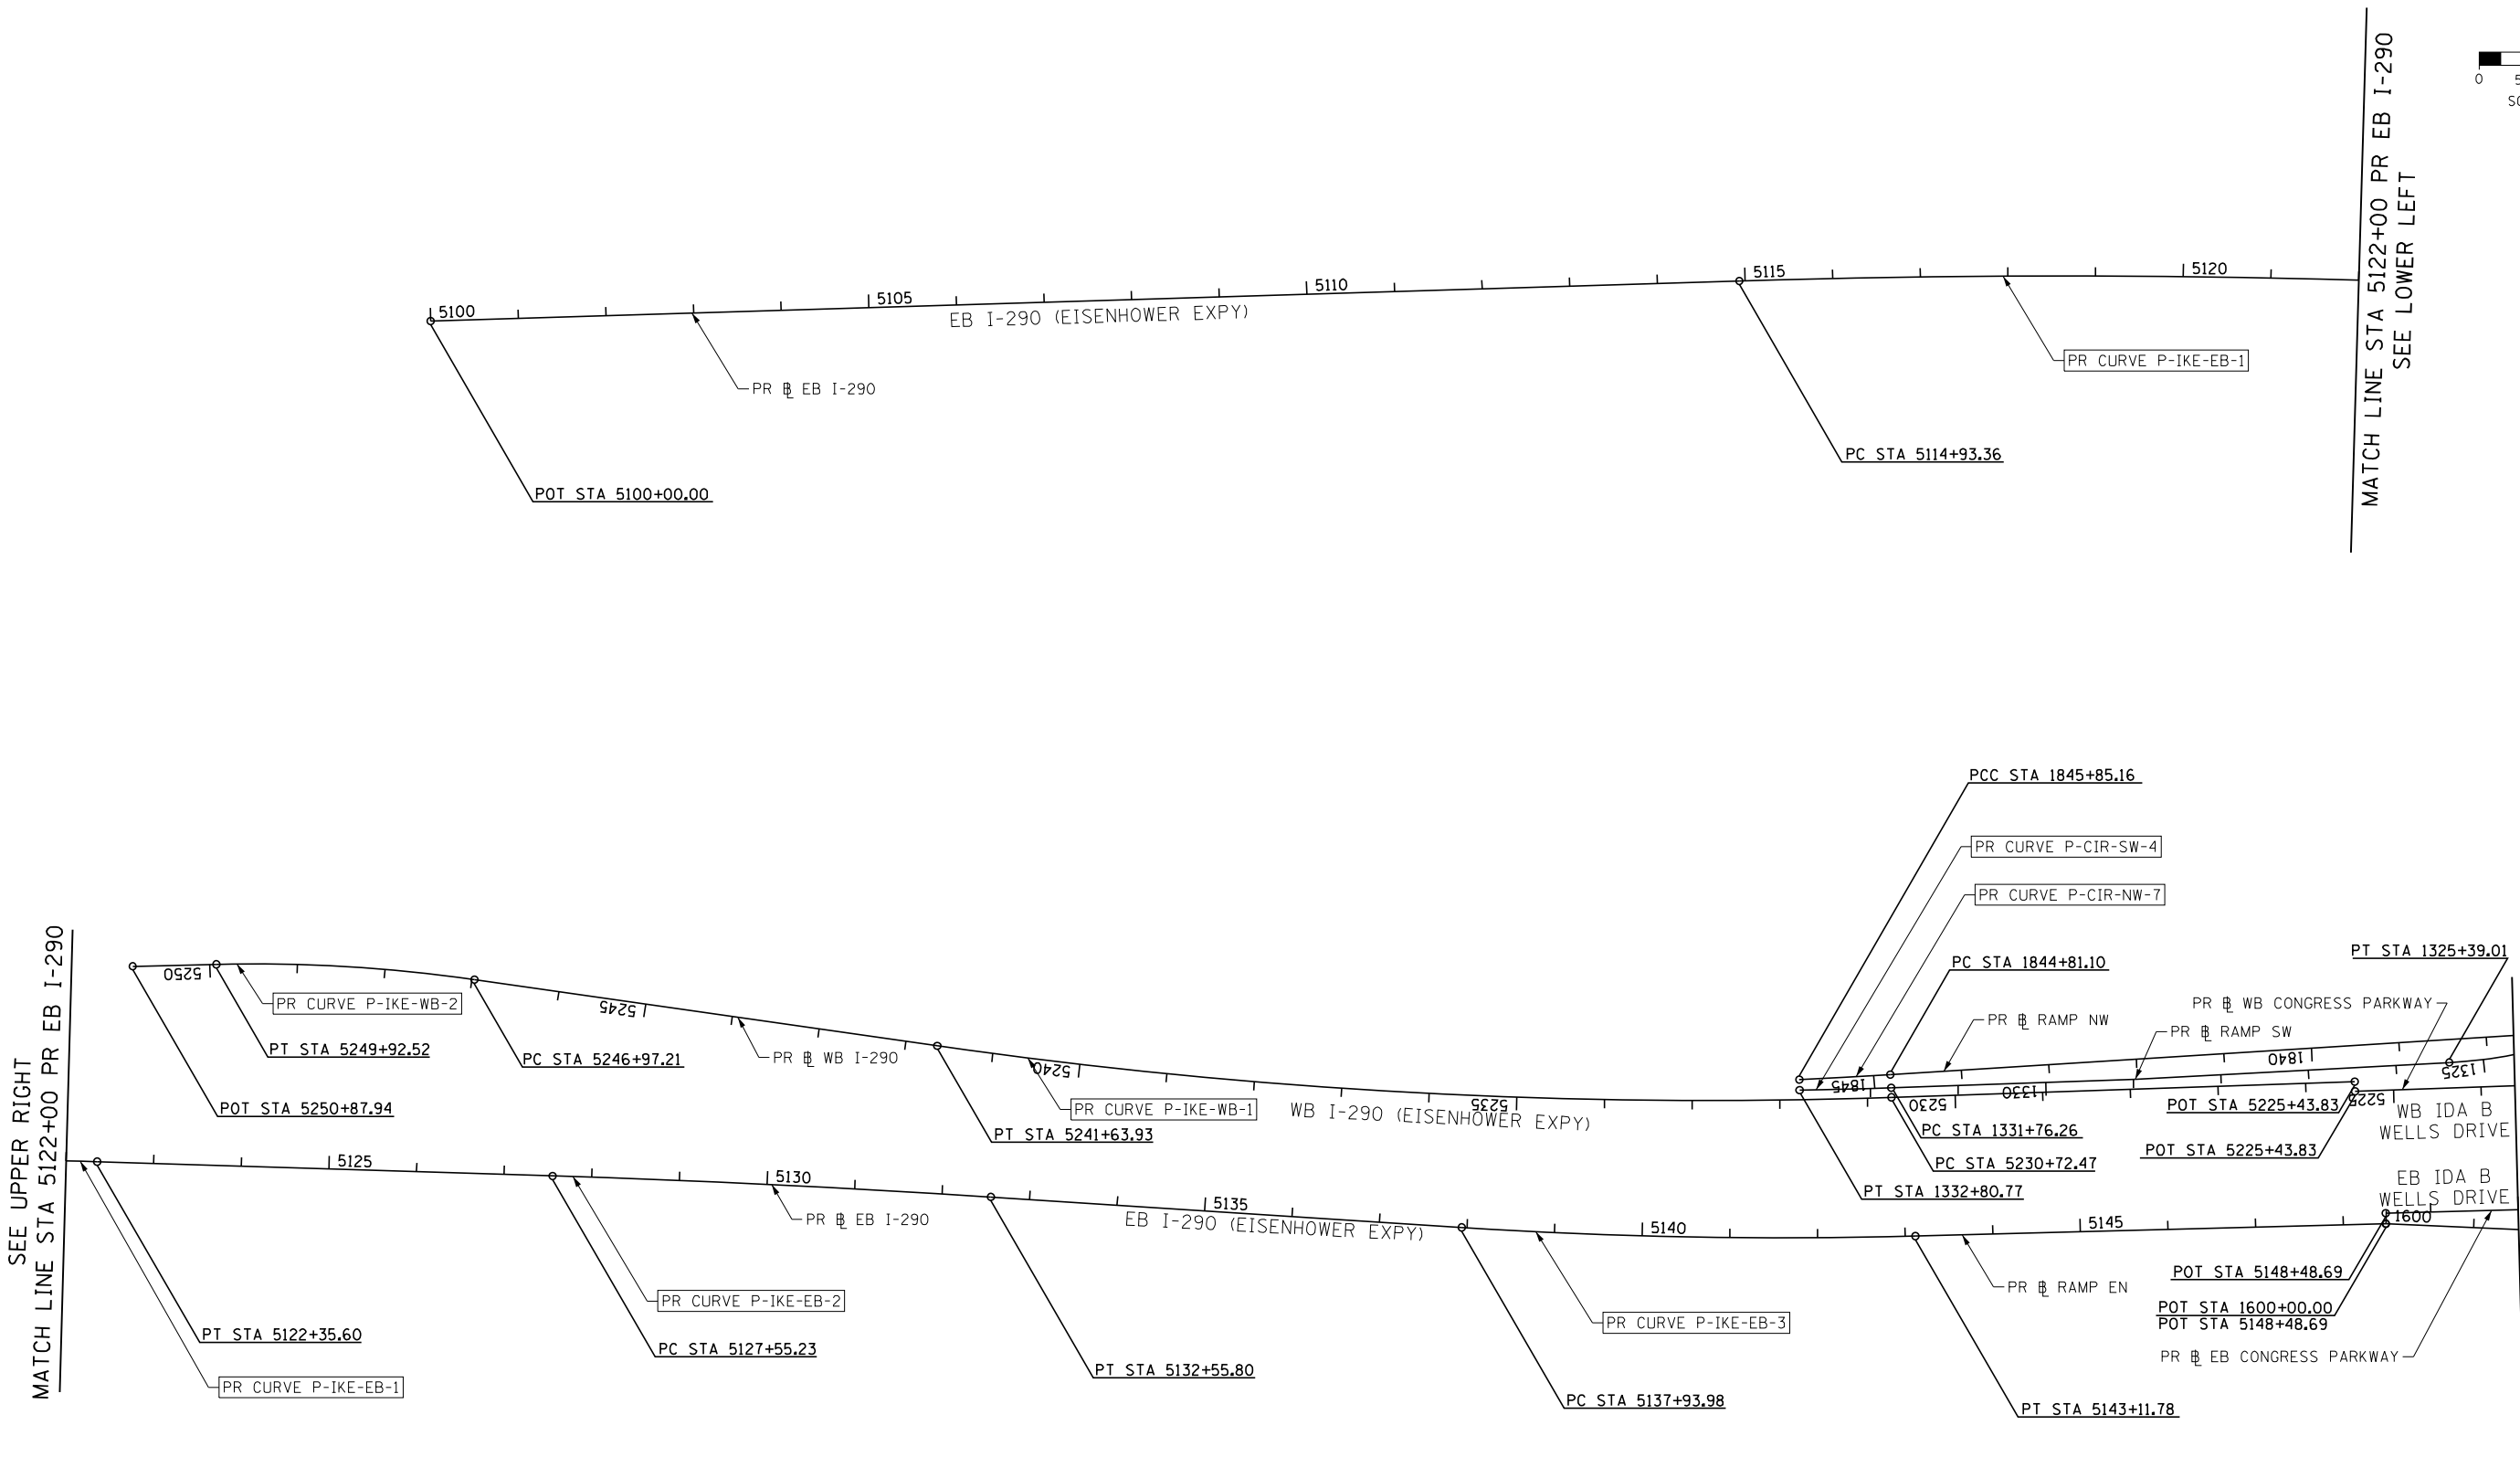 MATCH LINE STA 5122+00 PR EB I-290
SEE LOWER LEFT
0
5100
5105
5110
5115
5120
EB I-290 (EISENHOWER EXPY)
PR CURVE P-IKE-EB-1
PR ℄ EB I-290
PC STA 5114+93.36
POT STA 5100+00.00
PCC STA 1845+85.16
PR CURVE P-CIR-SW-4
PR CURVE P-CIR-NW-7
SEE UPPER RIGHT
MATCH LINE STA 5122+00 PR EB I-290
PT STA 1325+39.01
PC STA 1844+81.10
5250
PR CURVE P-IKE-WB-2
5245
PR ℄ WB CONGRESS PARKWAY
PR ℄ RAMP NW
PR ℄ RAMP SW
PT STA 5249+92.52
PC STA 5246+97.21
PR ℄ WB I-290
5240
1840
1325
1845
1330
POT STA 5250+87.94
PR CURVE P-IKE-WB-1
WB I-290 (EISENHOWER EXPY)
5235
5230
POT STA 5225+43.83
5225
WB IDA B
WELLS DRIVE
PT STA 5241+63.93
PC STA 1331+76.26
POT STA 5225+43.83
PC STA 5230+72.47
PT STA 1332+80.77
5125
5130
5135
5140
5145
1600
EB IDA B
WELLS DRIVE
PR ℄ EB I-290
EB I-290 (EISENHOWER EXPY)
PR ℄ RAMP EN
POT STA 5148+48.69
PR CURVE P-IKE-EB-2
POT STA 1600+00.00
POT STA 5148+48.69
PT STA 5122+35.60
PC STA 5127+55.23
PR CURVE P-IKE-EB-3
PR ℄ EB CONGRESS PARKWAY
PT STA 5132+55.80
PR CURVE P-IKE-EB-1
PC STA 5137+93.98
PT STA 5143+11.78